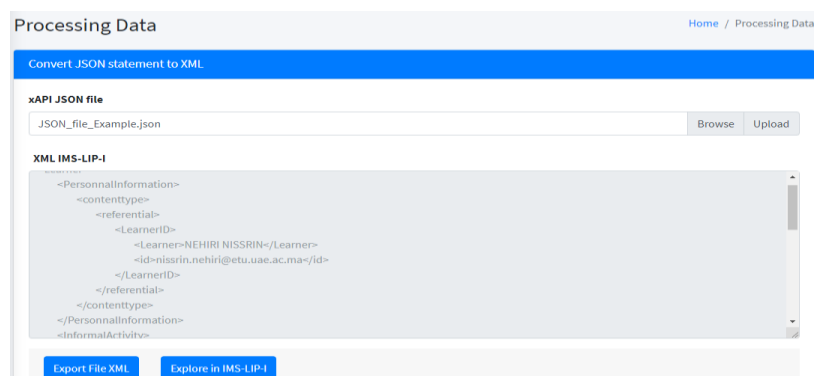 Processing Data
Home / Processing Data
Convert JSON statement to XML
xAPI JSON file
JSON_file_Example.json
Browse
Upload
XML IMS-LIP-I
<PersonnalInformation>
<contenttype>
<referential>
<LearnerID>
<Learner>NEHIRI NISSRIN</Learner>
<id>nissrin.nehiri@etu.uae.ac.ma</id>
</LearnerID>
</referential>
</contenttype>
</PersonnalInformation>
<InformalActivity>
Export File XML
Explore in IMS-LIP-I